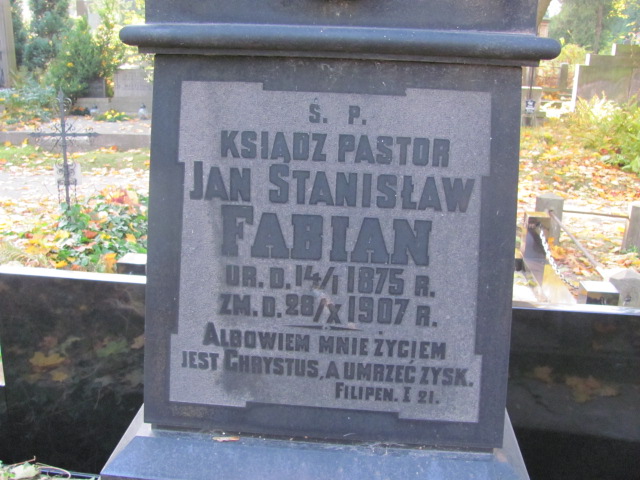 Ś. P.
KSIĄDZ PASTOR
JAN STANISŁAW
FABIAN
UR. D. 14/I 1875 R.
ZM. D. 28/X 1907 R.
ALBOWIEM MNIE ŻYCIEM
JEST CHRYSTUS, A UMRZEĆ ZYSK.
FILIPEN. I 21.